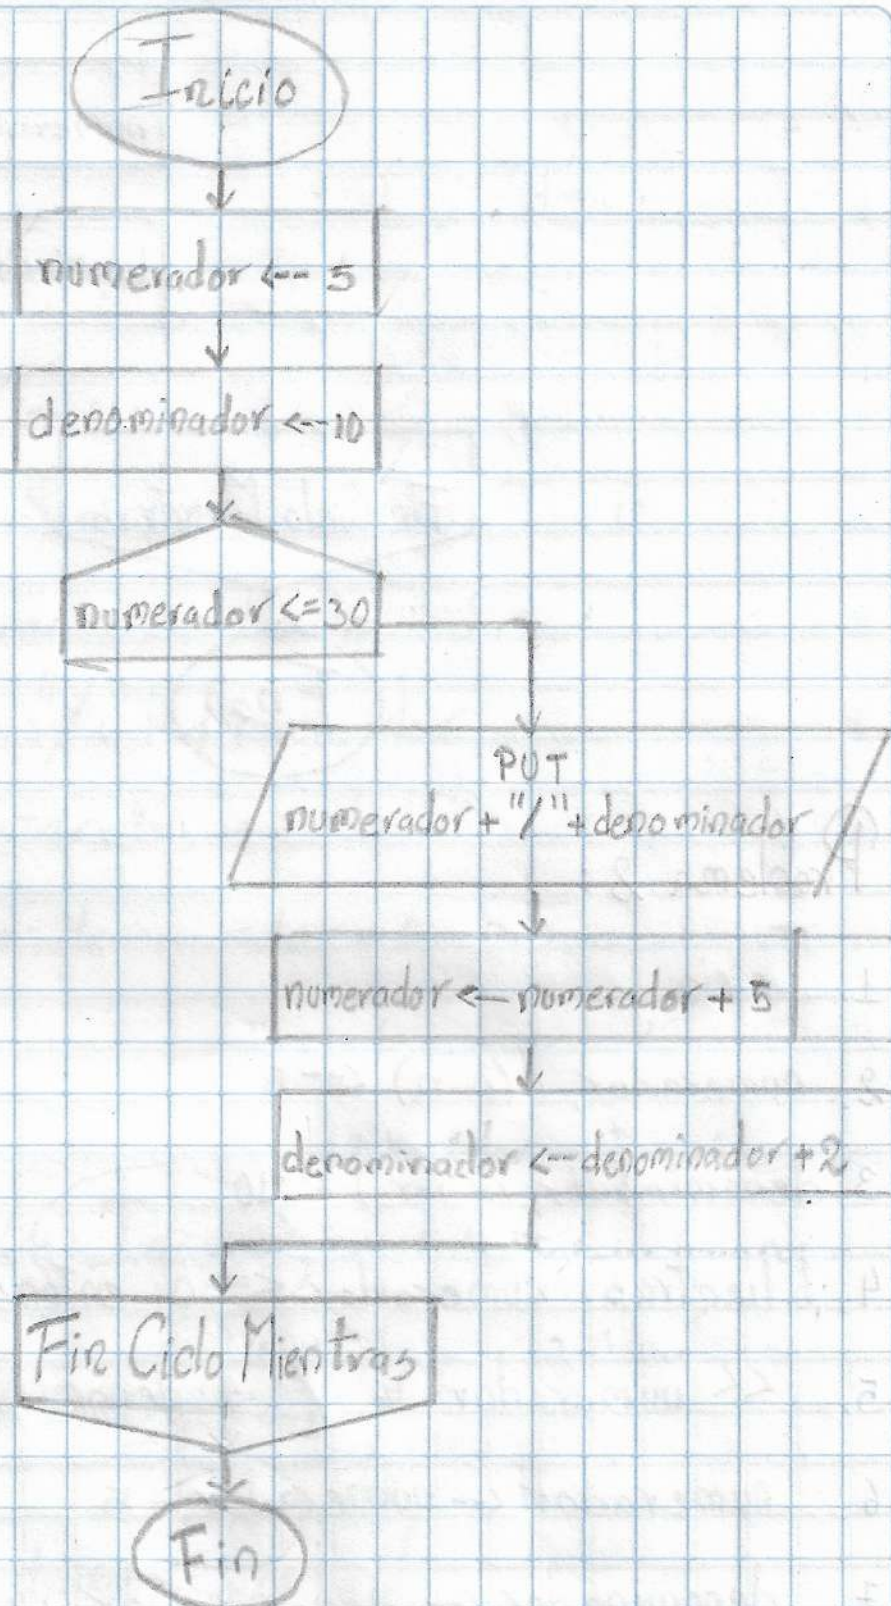 Inicio
numerador <-- 5
denominador <-- 10
numerador <= 30
PUT
numerador + "/" + denominador
numerador <-- numerador + 5
denominador <-- denominador + 2
Fin Ciclo Mientras
Fin